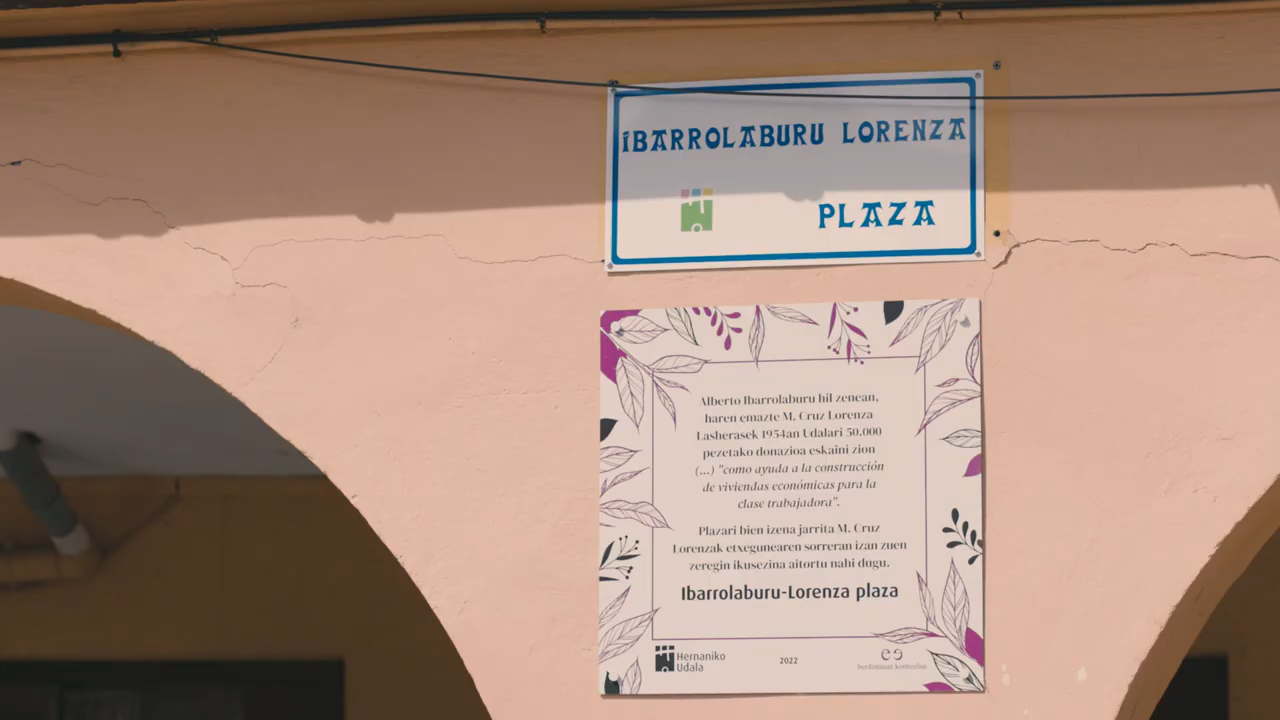 IBARROLABURU LORENZA
PLAZA
Alberto Ibarrolaburu hil zenean,
haren emazte M. Cruz Lorenza
Lasherasek 1954an Udalari 50.000
pezetako donazioa eskaini zion
(...) "como ayuda a la construcción
de viviendas económicas para la
clase trabajadora".
Plazari bien izena jarrita M. Cruz
Lorenzak etxegunearen sorreran izan zuen
zeregin ikusezina aitortu nahi dugu.
Ibarrolaburu-Lorenza plaza
Hernaniko
Udala
2022